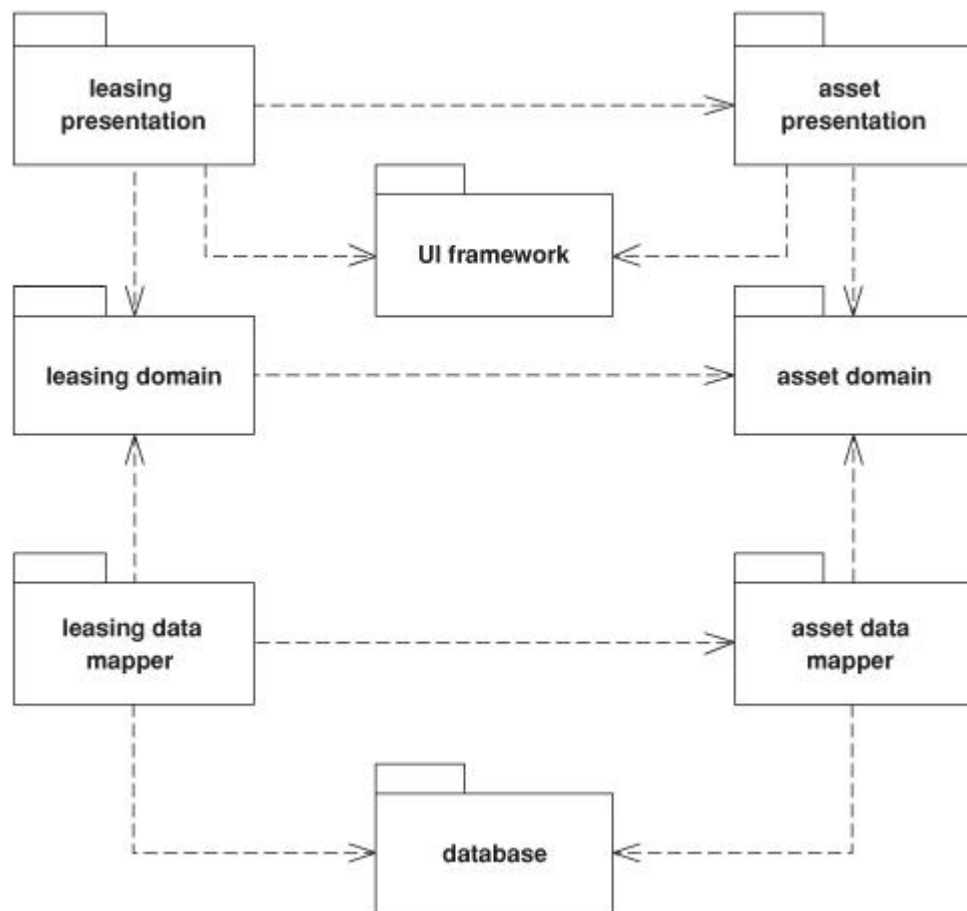 leasing
presentation
asset
presentation
UI framework
leasing domain
asset domain
leasing data
mapper
asset data
mapper
database